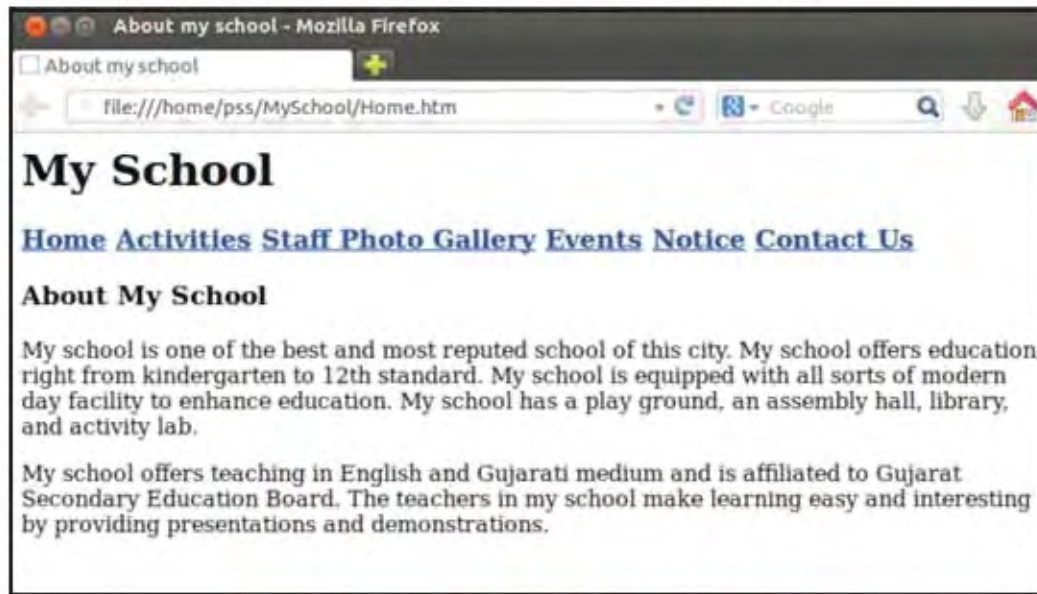 About my school - Mozilla Firefox
About my school
file:///home/pss/MySchool/Home.htm Google
My School
Home Activities Staff Photo Gallery Events Notice Contact Us
About My School
My school is one of the best and most reputed school of this city. My school offers education
right from kindergarten to 12th standard. My school is equipped with all sorts of modern
day facility to enhance education. My school has a play ground, an assembly hall, library,
and activity lab.
My school offers teaching in English and Gujarati medium and is affiliated to Gujarat
Secondary Education Board. The teachers in my school make learning easy and interesting
by providing presentations and demonstrations.